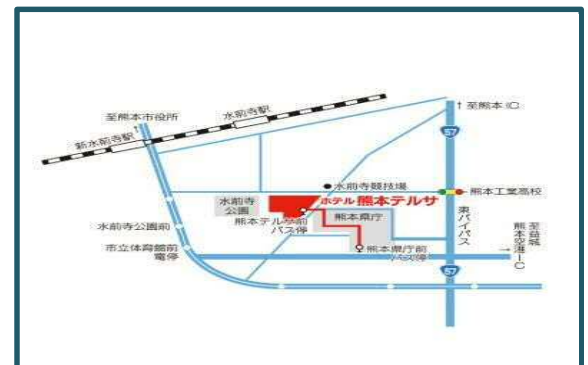 至熊本市役所
水前寺駅
新水前寺駅
↑至熊本IC
57
水前寺競技場
熊本工業高校
水前寺
公園
ホテル 熊本テルサ
熊本テルサ前
バス停
熊本県庁
東バイパス
水前寺公園前
市立体育館前
電停
熊本県庁前
バス停
至益城
熊本空港IC
57